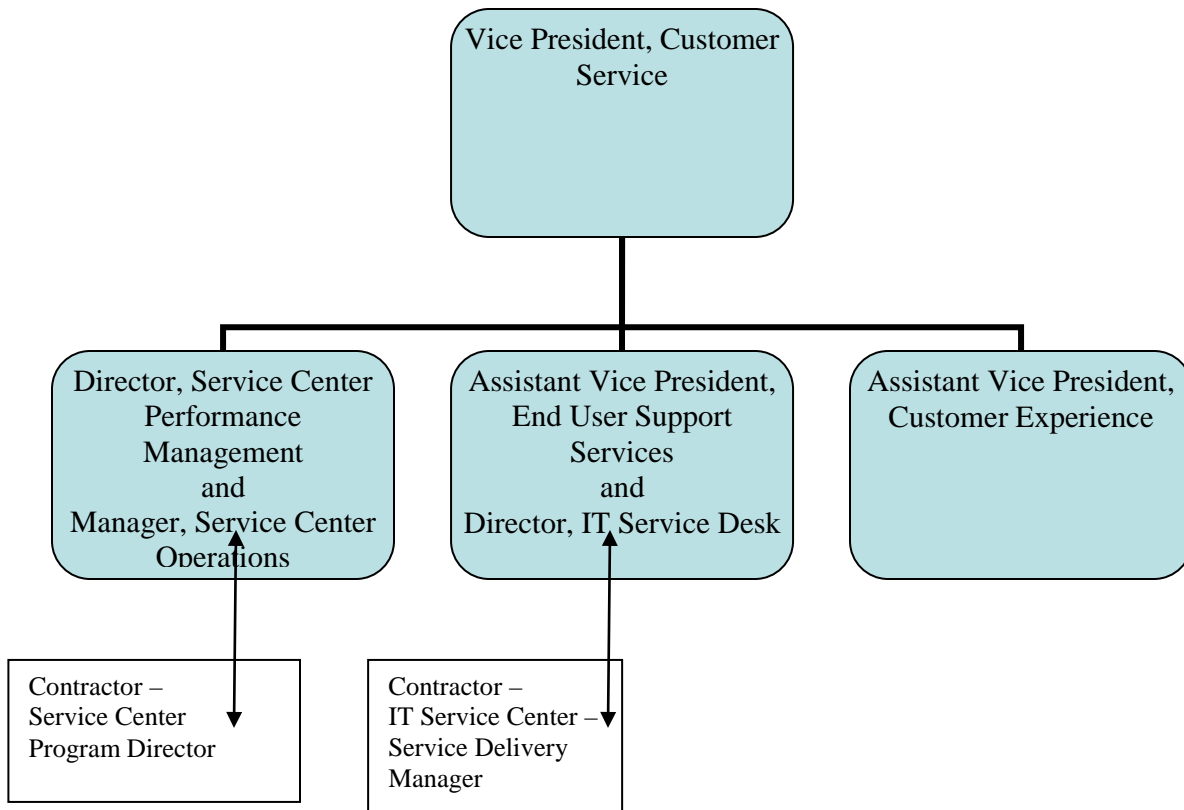 Vice President, Customer
Service
Director, Service Center
Performance
Management
and
Manager, Service Center
Operations
Assistant Vice President,
End User Support
Services
and
Director, IT Service Desk
Assistant Vice President,
Customer Experience
Contractor –
Service Center
Program Director
Contractor –
IT Service Center –
Service Delivery
Manager